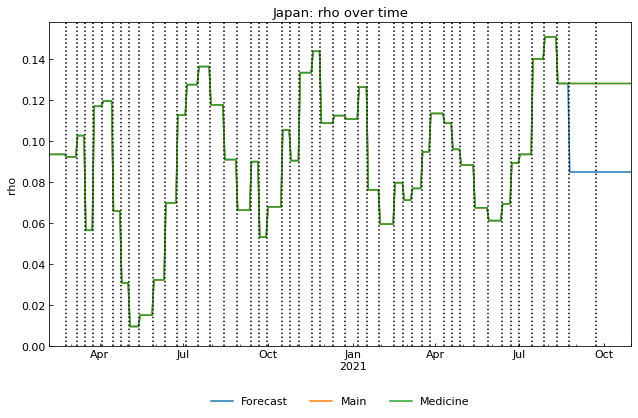 Japan: rho over time
0.14
0.12
0.10
0.08
0.06
0.04
0.02
0.00
rho
Apr Jul Oct Jan Apr Jul Oct
2021
Forecast Main Medicine